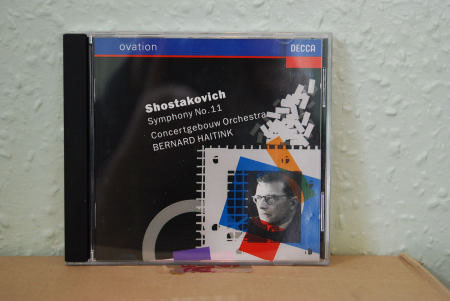 ovation
DECCA
Shostakovich
Symphony No.11
Concertgebouw Orchestra
BERNARD HAITINK